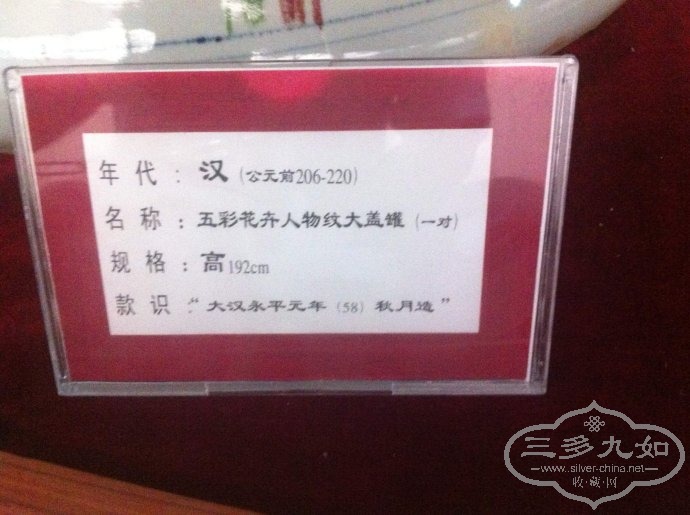 年代：汉（公元前206-220）
名称：五彩花卉人物纹大盖罐（一对）
规格：高192cm
款识：“大汉永平元年（58）秋月造”
三多九如
www.silver-china.net
收·藏·网